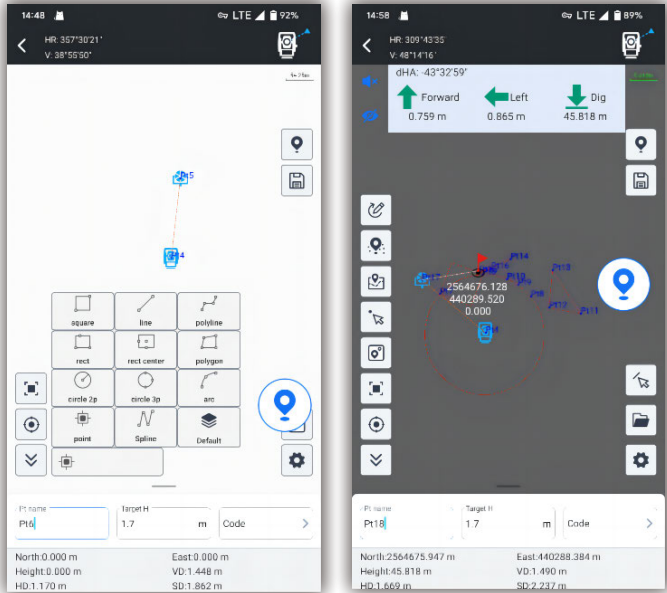 14:48
LTE 92%
HR: 357°30'21"
V: 38°55'50"
Pt5
Pt4
square
line
polyline
rect
rect center
polygon
circle 2p
circle 3p
arc
point
Spline
Default
Pt name
Pt6
Target H
1.7 m
Code
North:0.000 m
East:0.000 m
Height:0.000 m
VD:1.448 m
HD:1.170 m
SD:1.862 m
14:58
LTE 89%
HR: 309°43'35"
V: 48°14'16"
dHA: -43°32'59"
Forward
Left
Dig
0.759 m
0.865 m
45.818 m
Pt14
Pt16
Pt13
Pt10
Pt8
Pt12
Pt11
2564676.128
440289.520
0.000
Pt4
Pt name
Pt18
Target H
1.7 m
Code
North:2564675.947 m
East:440288.384 m
Height:45.818 m
VD:1.490 m
HD:1.669 m
SD:2.237 m